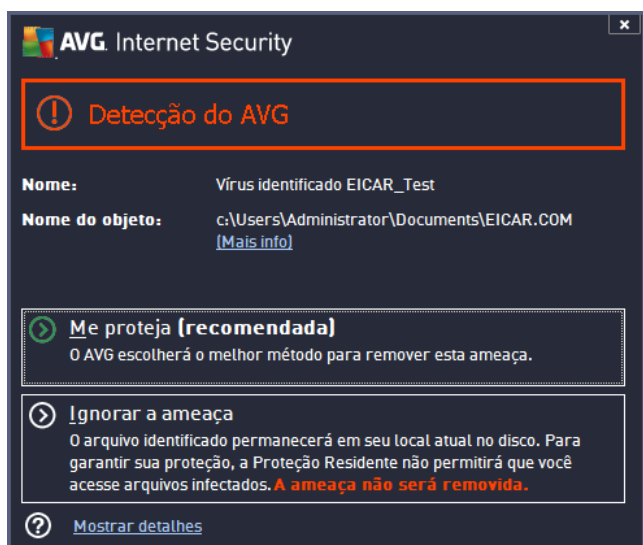 AVG. Internet Security
Detecção do AVG
Nome: Vírus identificado EICAR_Test
Nome do objeto: c:\Users\Administrator\Documents\EICAR.COM
(Mais info)
Me proteja (recomendada)
O AVG escolherá o melhor método para remover esta ameaça.
Ignorar a ameaça
O arquivo identificado permanecerá em seu local atual no disco. Para
garantir sua proteção, a Proteção Residente não permitirá que você
acesse arquivos infectados. A ameaça não será removida.
Mostrar detalhes